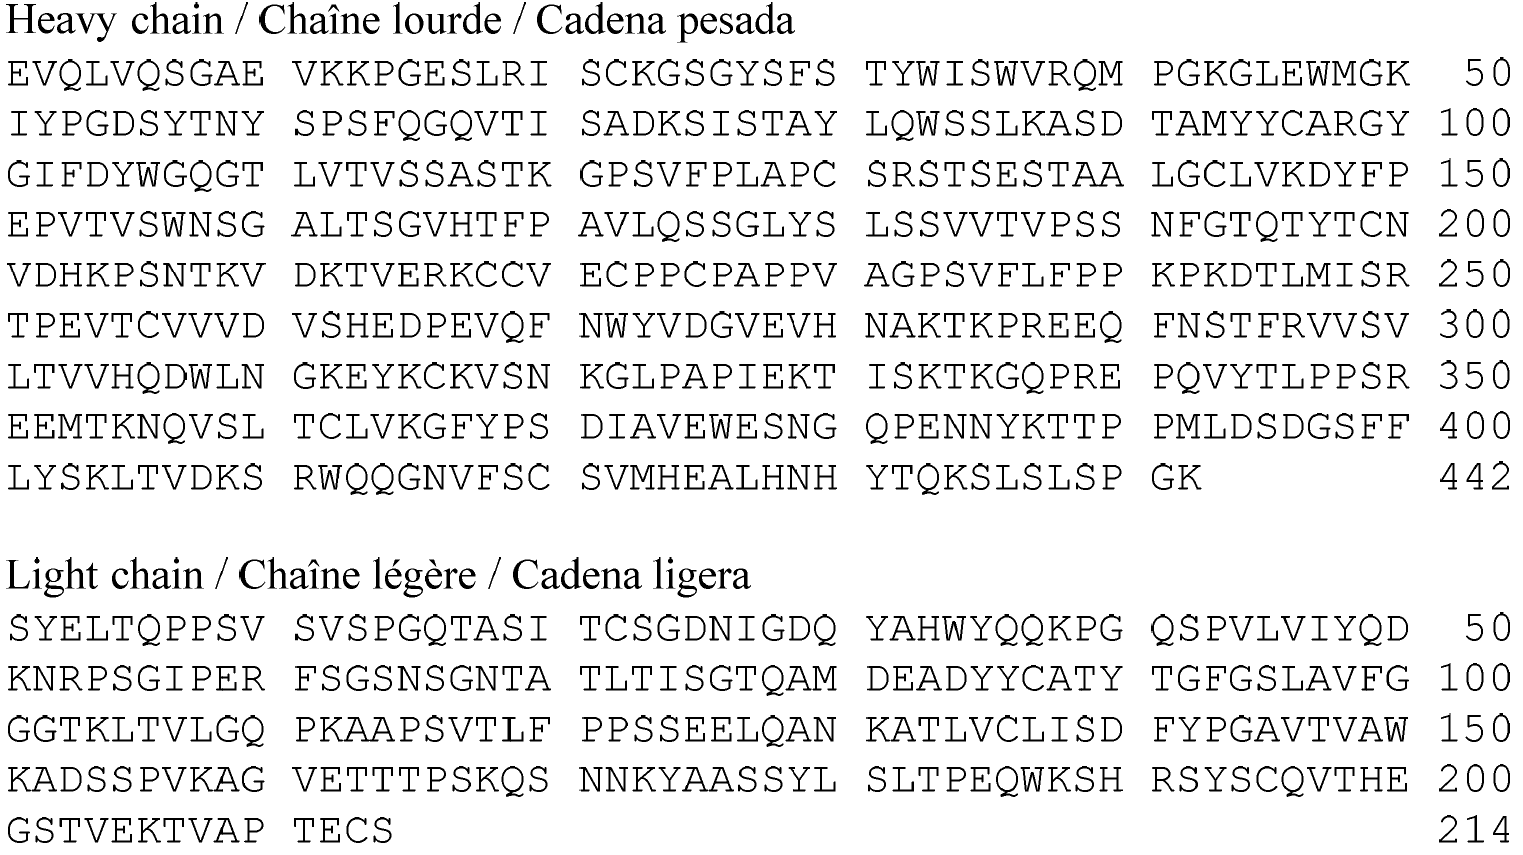 Heavy chain / Chaîne lourde / Cadena pesada
EVQLVQSGAE VKKPGESLRI SCKGSGYSFS TYWISWVRQM PGKGLEWMGK 50
IYPGDSYTNY SPSFQGQVTI SADKSISTAY LQWSSLKASD TAMYYCARGY 100
GIFDYWGQGT LVTVSSASTK GPSVFPLAPC SRSTSESTAA LGCLVKDYFP 150
EPVTVSWNSG ALTSGVHTFP AVLQSSGLYS LSSVVTVPSS NFGTQTYTCN 200
VDHKPSNTKV DKTVERKCCV ECPPCPAPPV AGPSVFLFPP KPKDTLMISR 250
TPEVTCVVVD VSHEDPEVQF NWYVDGVEVH NAKTKPREEQ FNSTFRVVSV 300
LTVVHQDWLN GKEYKCKVSN KGLPAPIEKT ISKTKGQPRE PQVYTLPPSR 350
EEMTKNQVSL TCLVKGFYPS DIAVEWESNG QPENNYKTTP PMLDSDGSFF 400
LYSKLTVDKS RWQQGNVFSC SVMHEALHNH YTQKSLSLSP GK 442
Light chain / Chaîne légère / Cadena ligera
SYELTQPPSV SVSPGQTASI TCSGDNIGDQ YAHWYQQKPG QSPVLVIYQD 50
KNRPSGIPER FSGSNSGNTA TLTISGTQAM DEADYYCATY TGFGSLAVFG 100
GGTKLTVLGQ PKAAPSVTLF PPSSEELQAN KATLVCLISD FYPGAVTVAW 150
KADSSPVKAG VETTTPSKQS NNKYAASSYL SLTPEQWKSH RSYSCQVTHE 200
GSTVEKTVAP TECS 214